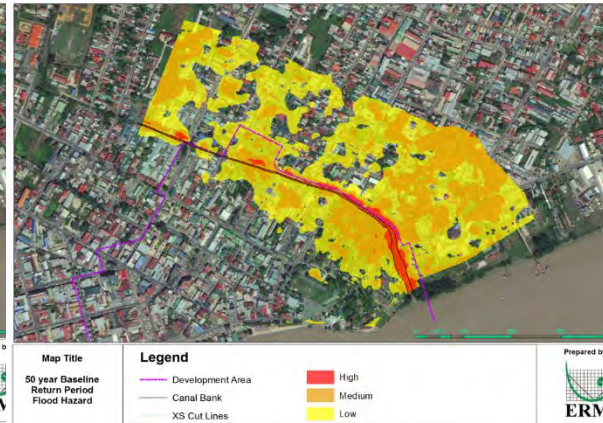 Map Title
50 year Baseline
Return Period
Flood Hazard
Legend
Development Area
Canal Bank
XS Cut Lines
High
Medium
Low
Prepared by
ERM